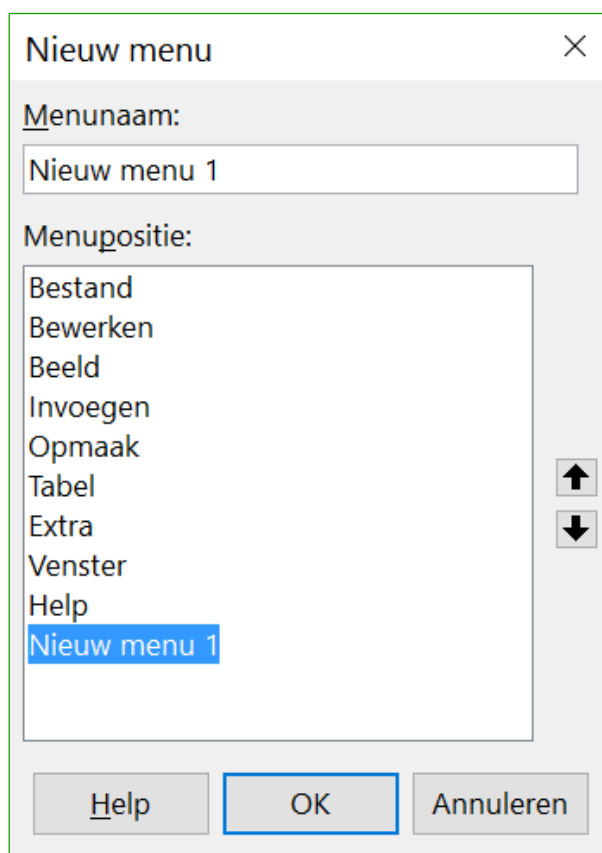 Nieuw menu
Menunaam:
Nieuw menu 1
Menupositie:
Bestand
Bewerken
Beeld
Invoegen
Opmaak
Tabel
Extra
Venster
Help
Nieuw menu 1
Help OK Annuleren